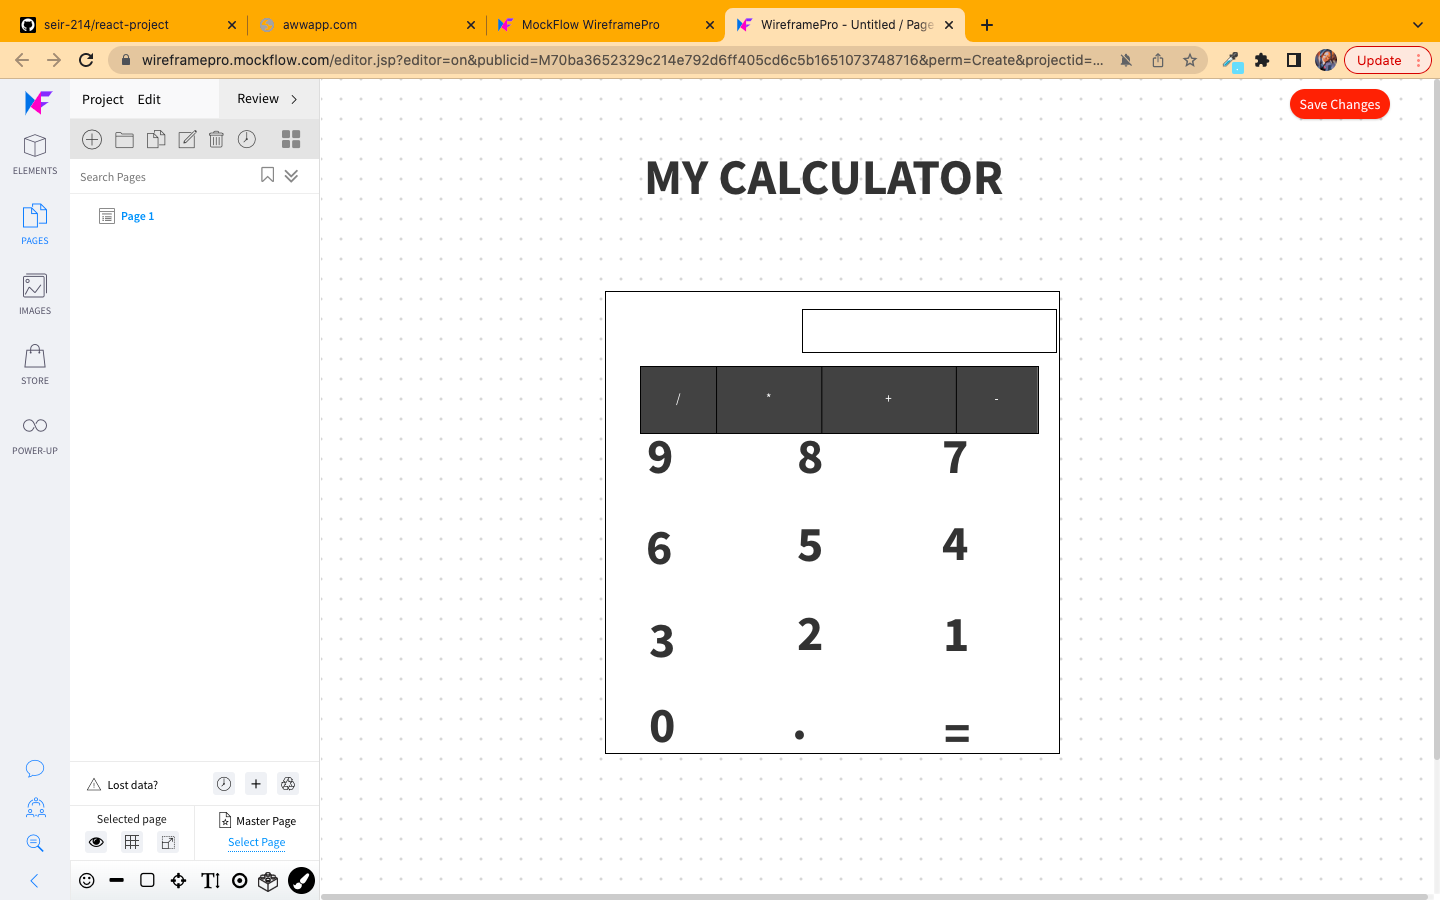 seir-214/react-project
awwapp.com
MockFlow WireframePro
WireframePro - Untitled / Page
wireframepro.mockflow.com/editor.jsp?editor=on&publicid=M70ba3652329c214e792d6ff405cd6c5b1651073748716&perm=Create&projectid=...
Update
Project Edit Review
Save Changes
ELEMENTS
PAGES
IMAGES
STORE
POWER-UP
Search Pages
Page 1
MY CALCULATOR
/ * + -
9 8 7
6 5 4
3 2 1
0 . =
Lost data?
Selected page
Master Page
Select Page